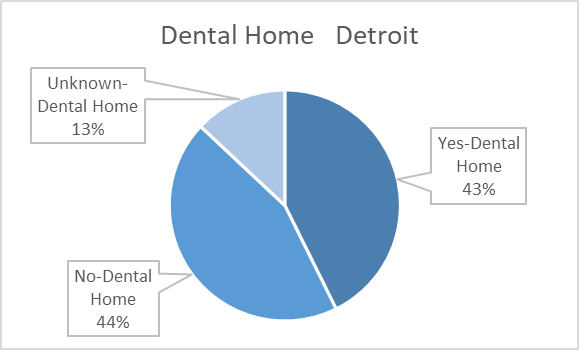 Dental Home Detroit
Unknown-
Dental Home
13%
Yes-Dental
Home
43%
No-Dental
Home
44%